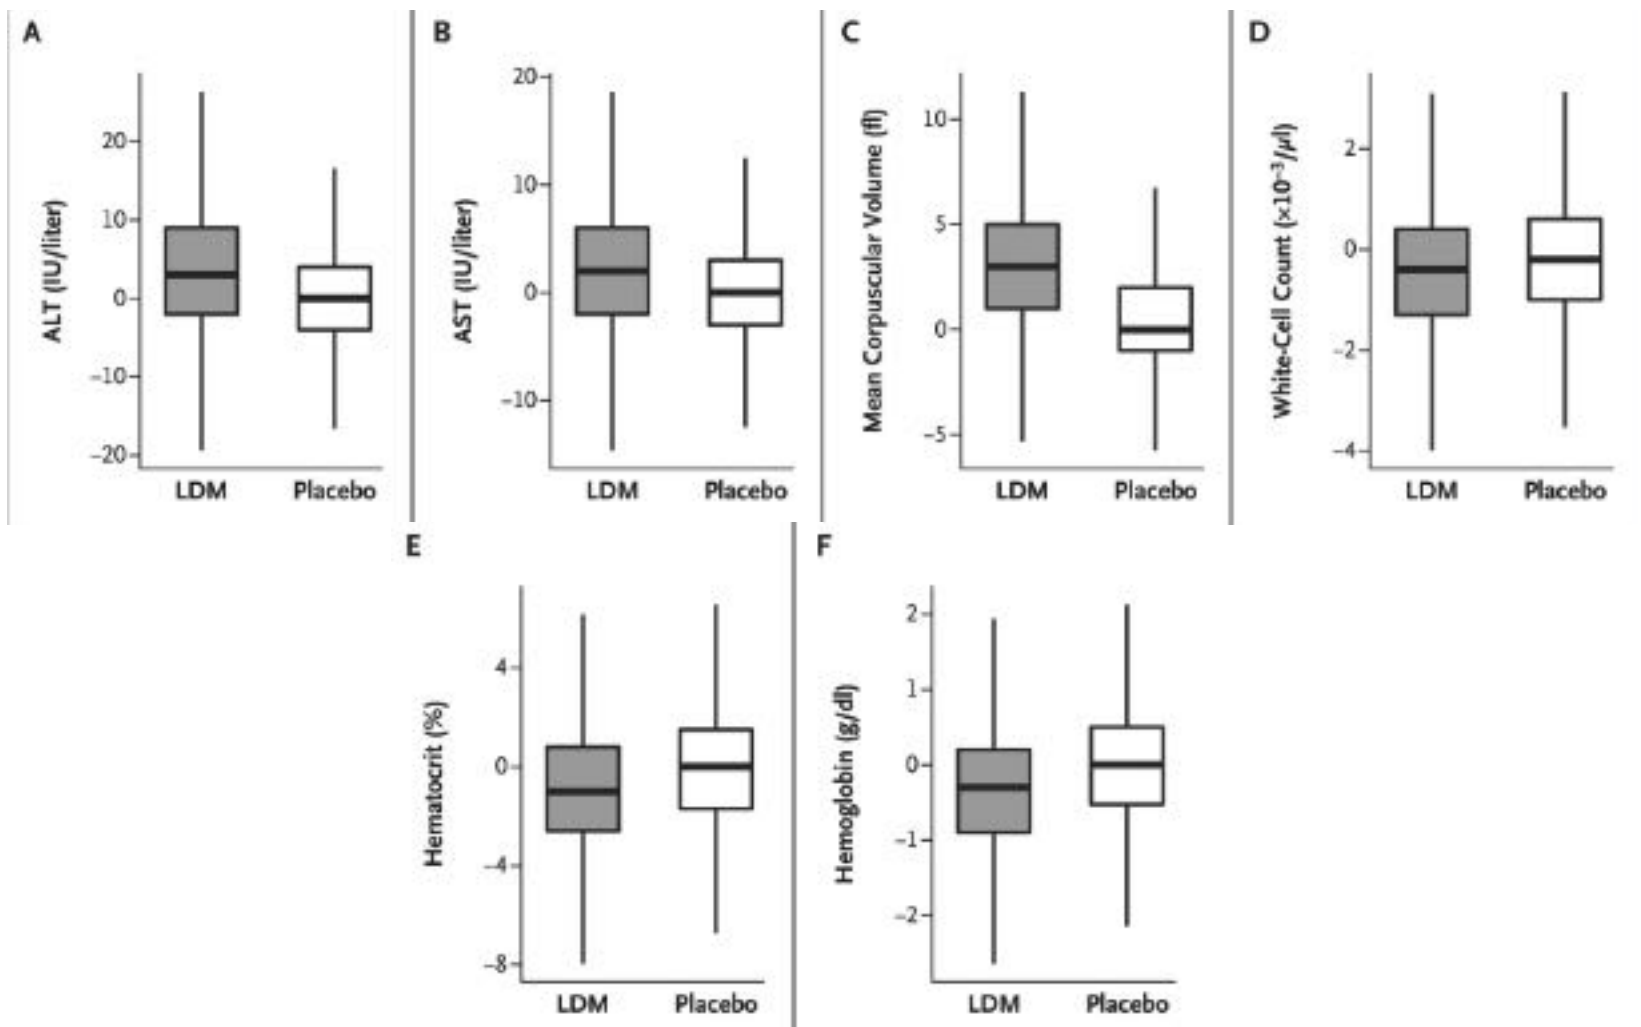 A
ALT (IU/liter)
20
10
0
–10
–20
LDM
Placebo
B
AST (IU/liter)
20
10
0
–10
LDM
Placebo
C
Mean Corpuscular Volume (fl)
10
5
0
–5
LDM
Placebo
D
White-Cell Count (×10⁻³/μl)
2
0
–2
–4
LDM
Placebo
E
Hematocrit (%)
4
0
–4
–8
LDM
Placebo
F
Hemoglobin (g/dl)
2
1
0
–1
–2
LDM
Placebo